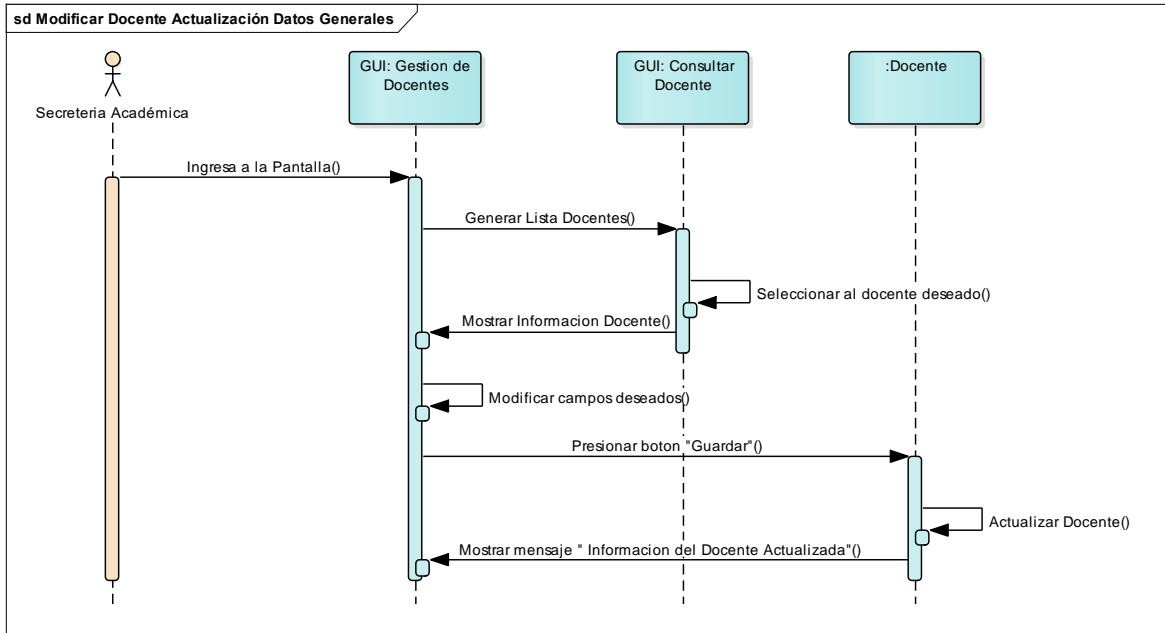 sd Modificar Docente Actualización Datos Generales
Secreteria Académica
GUI: Gestion de
Docentes
GUI: Consultar
Docente
:Docente
Ingresa a la Pantalla()
Generar Lista Docentes()
Seleccionar al docente deseado()
Mostrar Informacion Docente()
Modificar campos deseados()
Presionar boton "Guardar"()
Actualizar Docente()
Mostrar mensaje " Informacion del Docente Actualizada"()